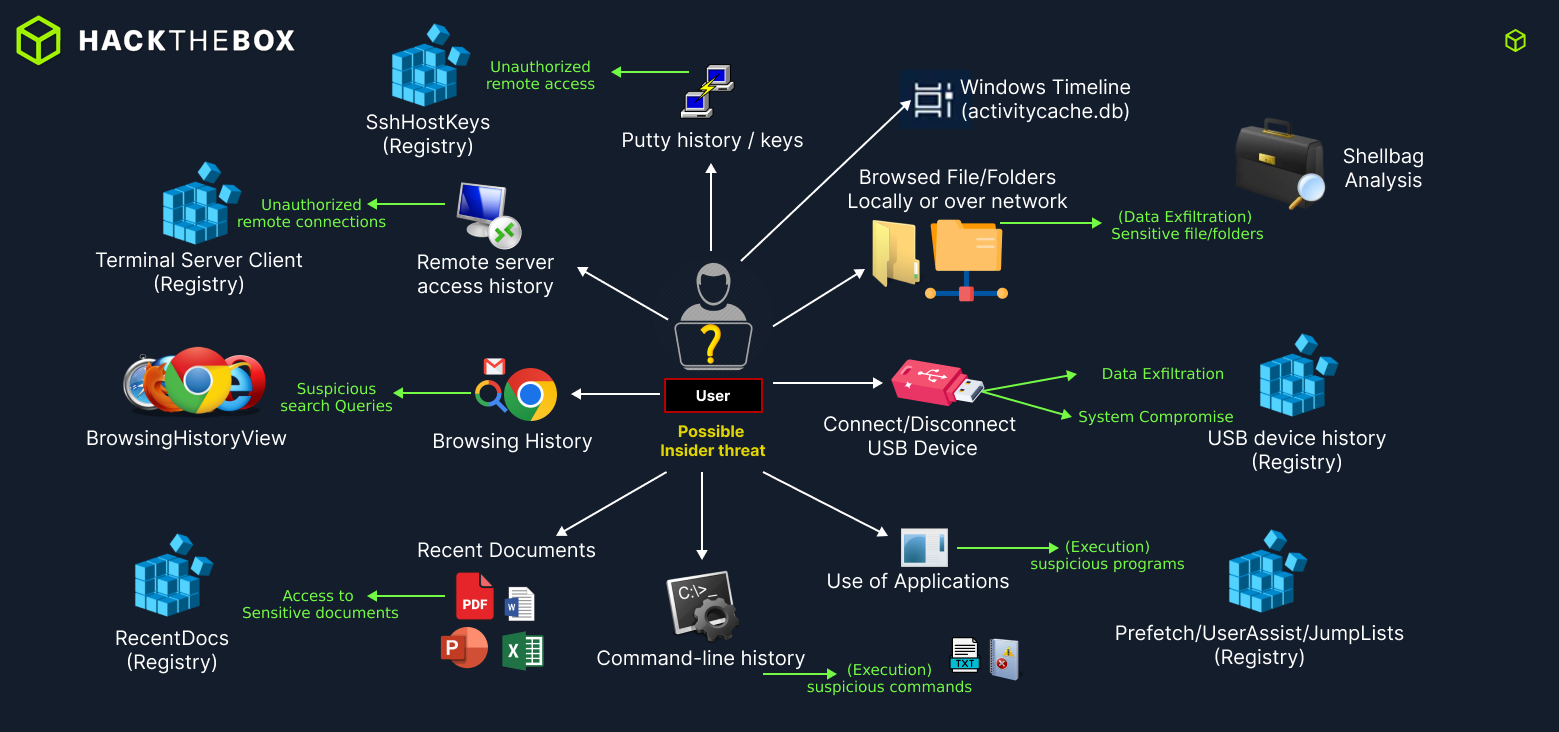 HACKTHEBOX
Unauthorized
remote access
SshHostKeys
(Registry)
Putty history / keys
Windows Timeline
(activitycache.db)
Shellbag
Analysis
Browsed File/Folders
Locally or over network
(Data Exfiltration)
Sensitive file/folders
Unauthorized
remote connections
Terminal Server Client
(Registry)
Remote server
access history
?
User
Possible
Insider threat
Suspicious
search Queries
BrowsingHistoryView
Browsing History
Connect/Disconnect
USB Device
Data Exfiltration
System Compromise
USB device history
(Registry)
Recent Documents
PDF
W
P
X
Access to
Sensitive documents
RecentDocs
(Registry)
C:\>_
Command-line history
(Execution)
suspicious commands
TXT
Use of Applications
(Execution)
suspicious programs
Prefetch/UserAssist/JumpLists
(Registry)